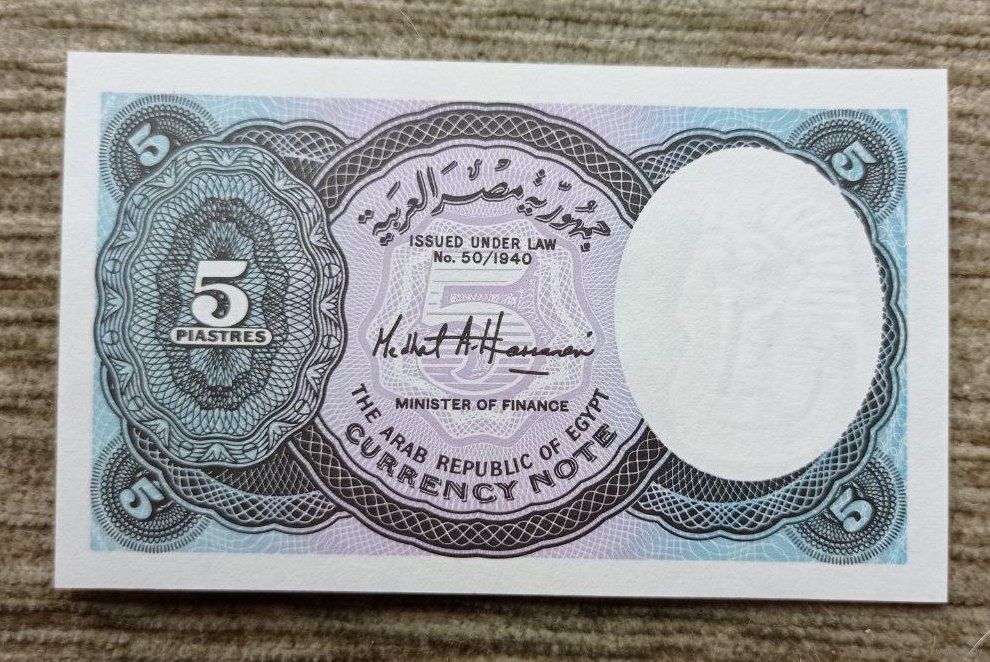 5
5
جمهوريّة مصر العربية
ISSUED UNDER LAW
No. 50/1940
5
PIASTRES
5
Medhat A. Hassanein
MINISTER OF FINANCE
THE ARAB REPUBLIC OF EGYPT
CURRENCY NOTE
5
5